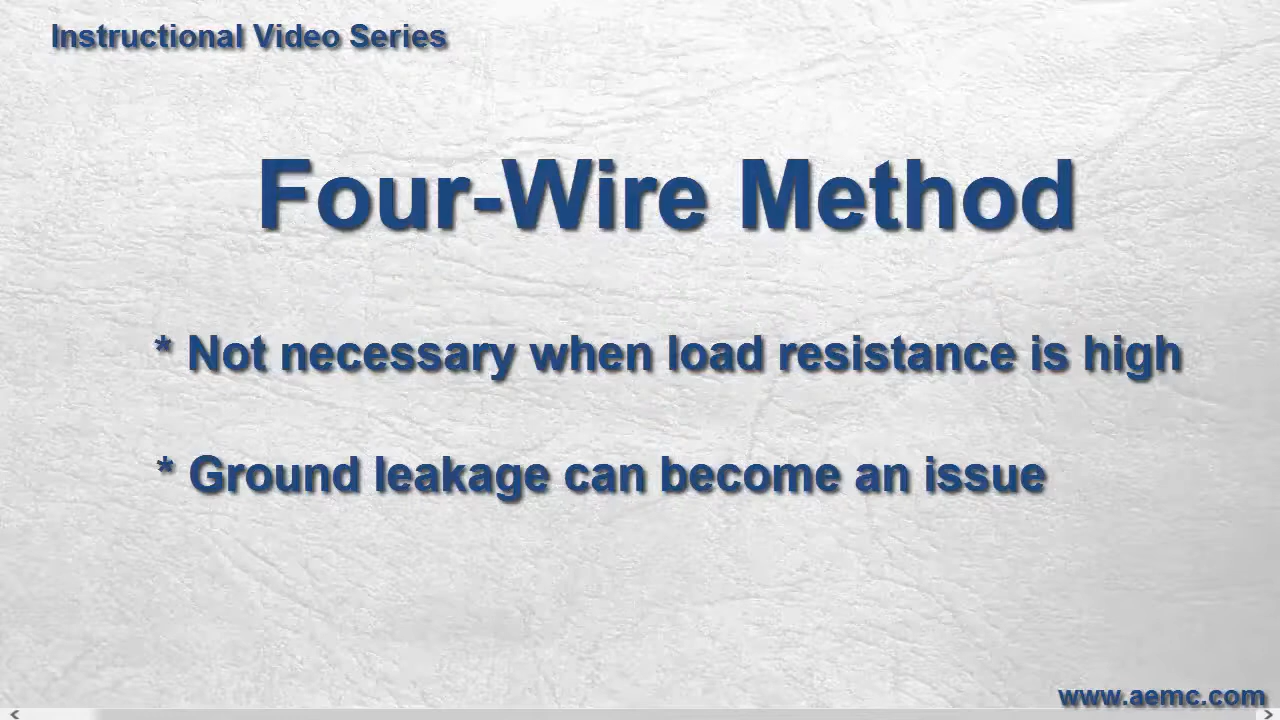 Instructional Video Series
Four-Wire Method
* Not necessary when load resistance is high
* Ground leakage can become an issue
www.aemc.com